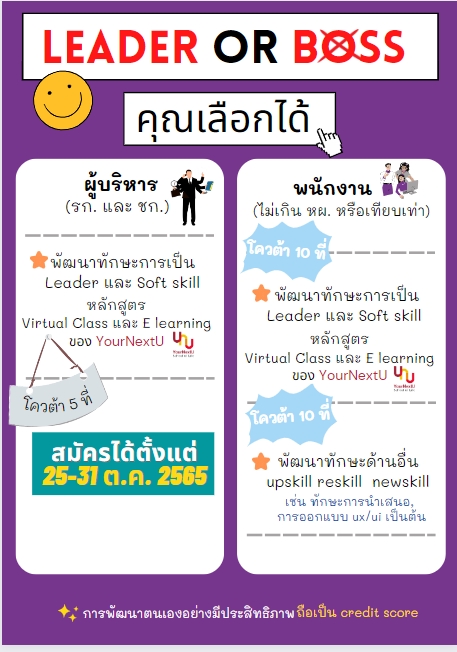 LEADER OR BOSS
คุณเลือกได้
ผู้บริหาร
(รก. และ ชก.)
พัฒนาทักษะการเป็น
Leader และ Soft skill
หลักสูตร
Virtual Class และ E learning
ของ YourNextU
YourNextU
โควต้า 5 ที่
สมัครได้ตั้งแต่
25-31 ต.ค. 2565
พนักงาน
(ไม่เกิน หผ. หรือเทียบเท่า)
โควต้า 10 ที่
พัฒนาทักษะการเป็น
Leader และ Soft skill
หลักสูตร
Virtual Class และ E learning
ของ YourNextU
YourNextU
โควต้า 10 ที่
พัฒนาทักษะด้านอื่น
upskill reskill newskill
เช่น ทักษะการนำเสนอ,
การออกแบบ ux/ui เป็นต้น
การพัฒนาตนเองอย่างมีประสิทธิภาพ ถือเป็น credit score